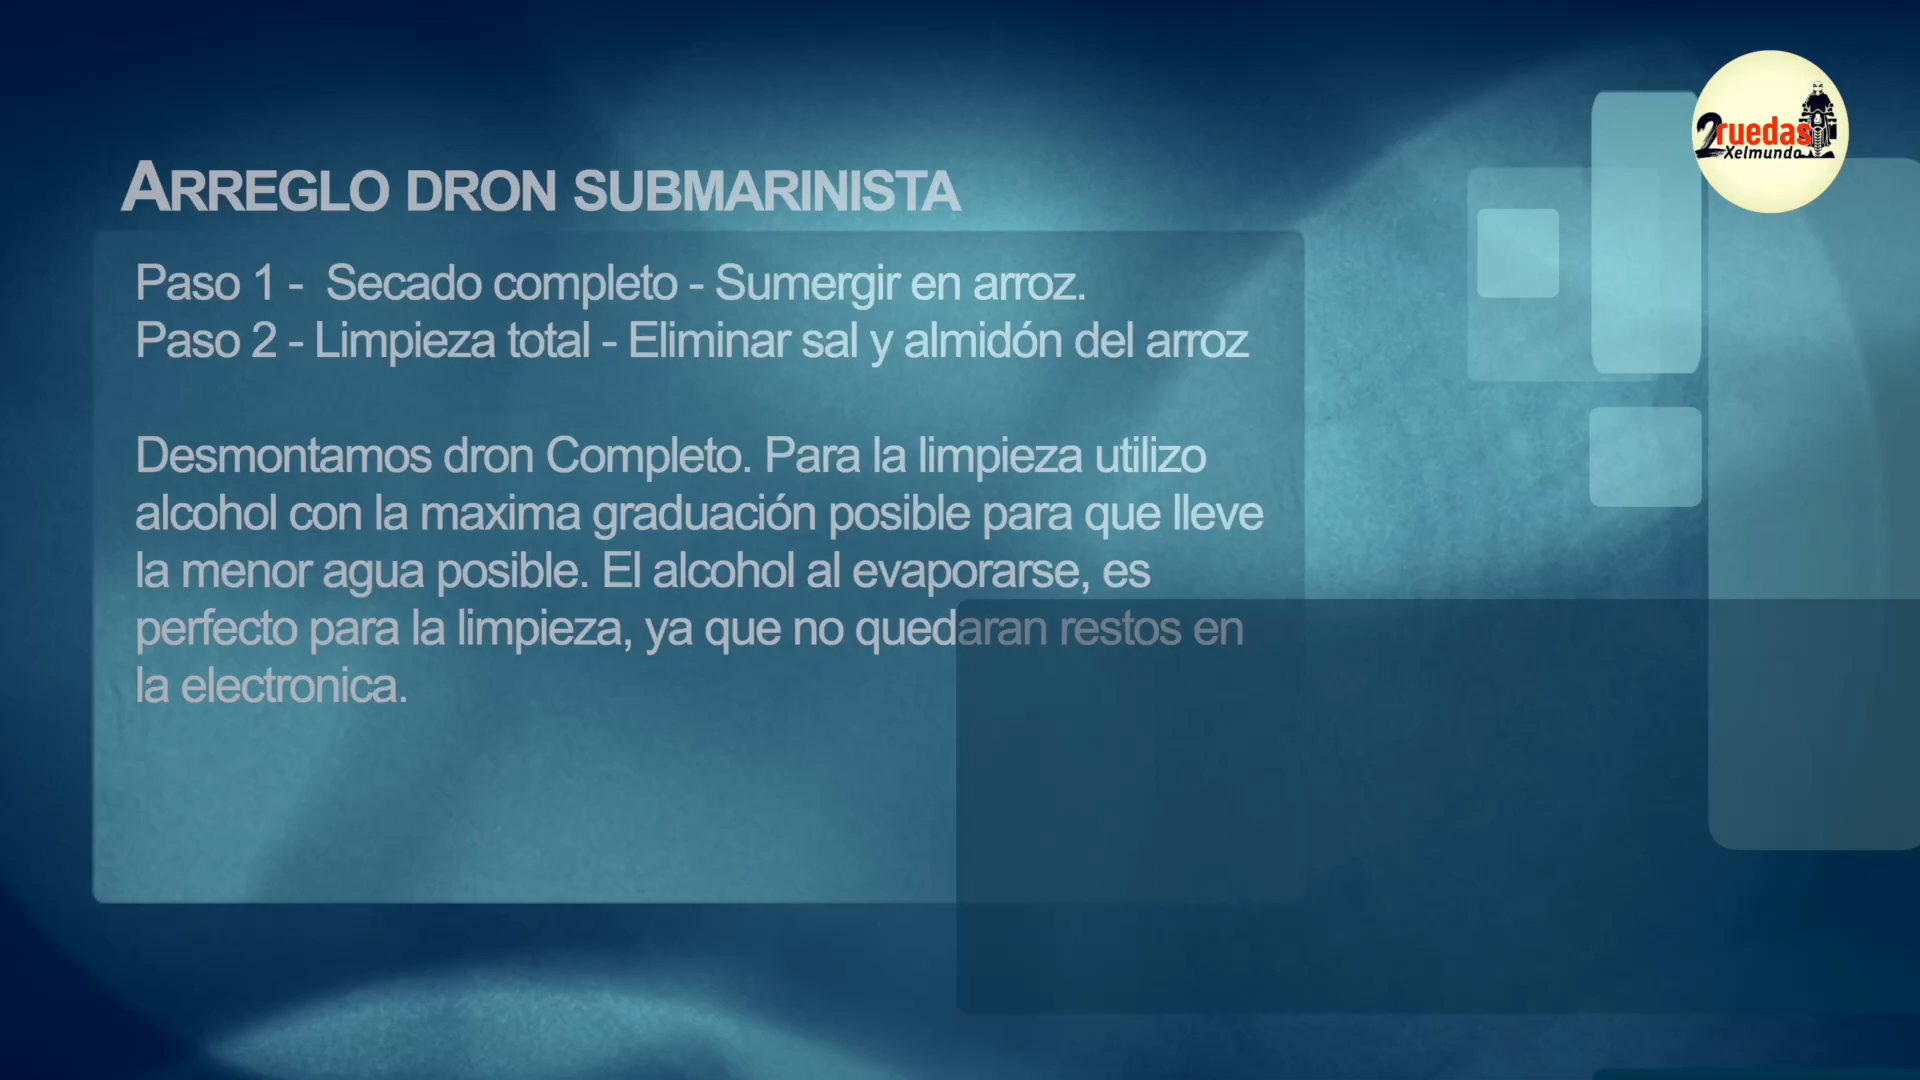 ARREGLO DRON SUBMARINISTA
Paso 1 -  Secado completo - Sumergir en arroz.
Paso 2 - Limpieza total - Eliminar sal y almidón del arroz
Desmontamos dron Completo. Para la limpieza utilizo
alcohol con la maxima graduación posible para que lleve
la menor agua posible. El alcohol al evaporarse, es
perfecto para la limpieza, ya que no quedaran restos en
la electronica.
2ruedas
Xelmundo